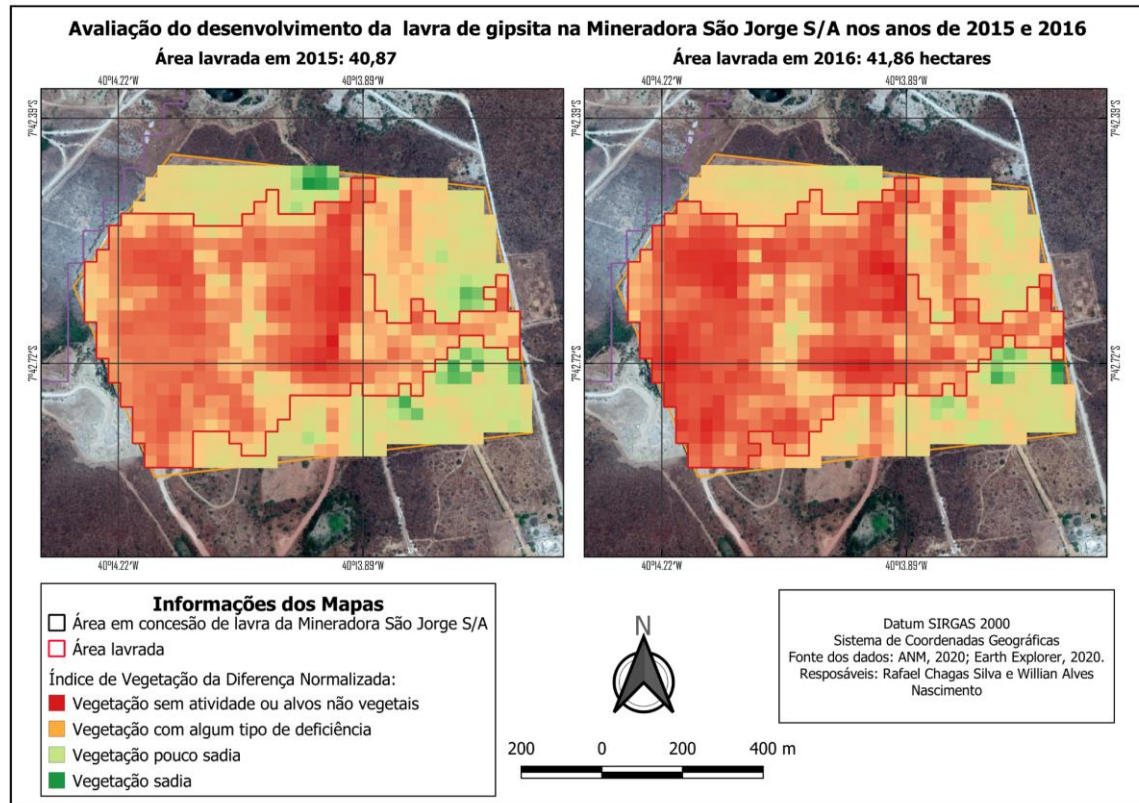 Avaliação do desenvolvimento da lavra de gipsita na Mineradora São Jorge S/A nos anos de 2015 e 2016
Área lavrada em 2015: 40,87
Área lavrada em 2016: 41,86 hectares
40°14.22'W
40°13.89'W
40°14.22'W
40°13.89'W
7°42.39'S
7°42.39'S
7°42.39'S
7°42.72'S
7°42.72'S
7°42.72'S
40°14.22'W
40°13.89'W
40°14.22'W
40°13.89'W
Informações dos Mapas
Área em concesão de lavra da Mineradora São Jorge S/A
Área lavrada
Índice de Vegetação da Diferença Normalizada:
Vegetação sem atividade ou alvos não vegetais
Vegetação com algum tipo de deficiência
Vegetação pouco sadia
Vegetação sadia
N
200 0 200 400 m
Datum SIRGAS 2000
Sistema de Coordenadas Geográficas
Fonte dos dados: ANM, 2020; Earth Explorer, 2020.
Resposáveis: Rafael Chagas Silva e Willian Alves
Nascimento